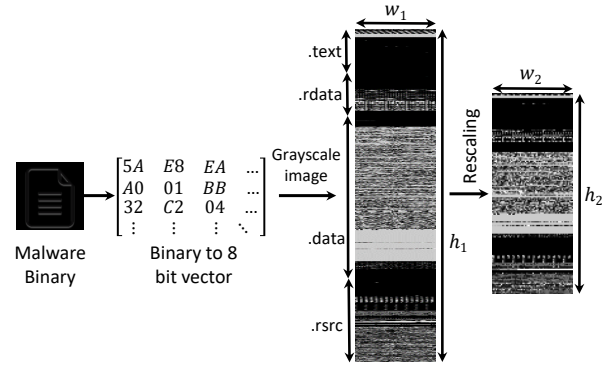 Malware
Binary
5A E8 EA ...
A0 01 BB ...
32 C2 04 ...
⋮ ⋮ ⋮ ⋱
Binary to 8
bit vector
Grayscale
image
w₁
.text
.rdata
.data
.rsrc
h₁
Rescaling
w₂
h₂